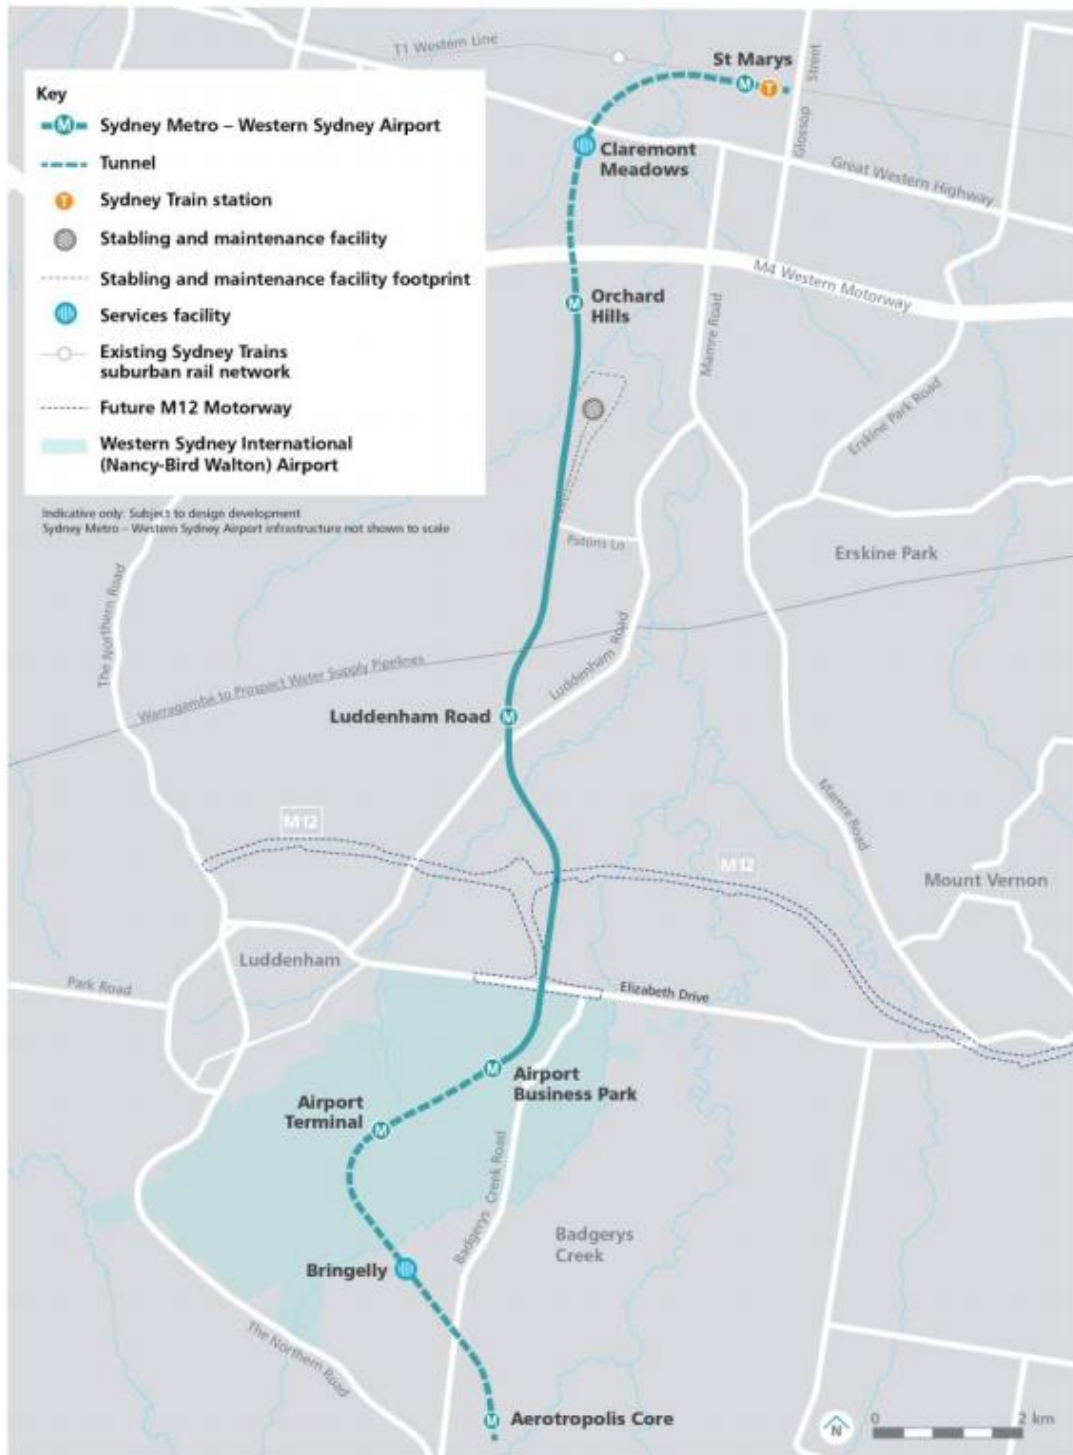 T1 Western Line
St Marys
T
M
Street
Glossop
Key
M
Sydney Metro – Western Sydney Airport
Tunnel
T
Sydney Train station
Stabling and maintenance facility
Stabling and maintenance facility footprint
Services facility
Existing Sydney Trains
suburban rail network
Future M12 Motorway
Western Sydney International
(Nancy-Bird Walton) Airport
Indicative only: Subject to design development
Sydney Metro – Western Sydney Airport infrastructure not shown to scale
Claremont
Meadows
Great Western Highway
M4 Western Motorway
M
Orchard
Hills
Mamre Road
Erskine Park Road
Patons Ln
Erskine Park
The Northern Road
Warragamba to Prospect Water Supply Pipelines
Luddenham Road
Luddenham Road
M
M12
M12
Mamre Road
Mount Vernon
Luddenham
Park Road
Elizabeth Drive
M
Airport
Business Park
Airport
Terminal
M
Badgerys Creek Road
Badgerys
Creek
Bringelly
The Northern Road
M
Aerotropolis Core
N
0
2 km